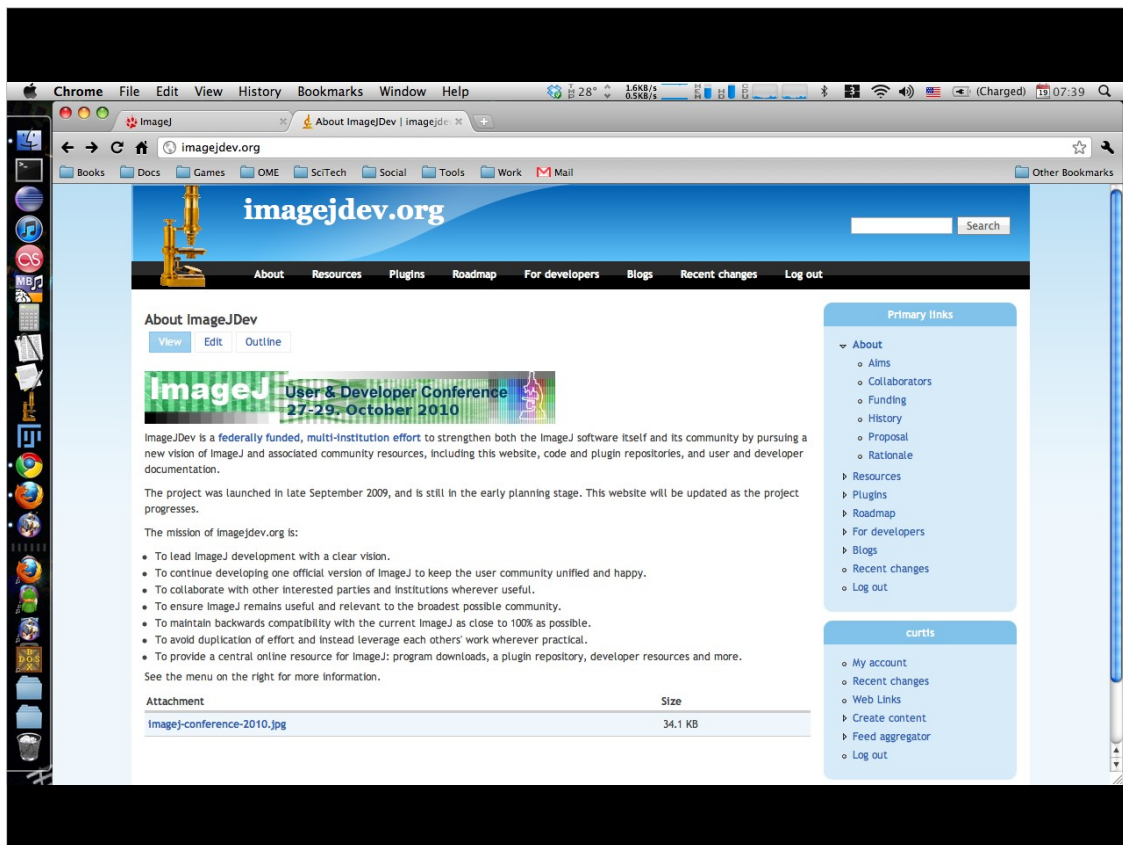 Chrome File Edit View History Bookmarks Window Help 28° 1.6KB/s 0.5KB/s (Charged) 19 07:39
ImageJ About ImageJDev | imagejde
imagejdev.org
Books Docs Games OME SciTech Social Tools Work Mail Other Bookmarks
imagejdev.org
Search
About Resources Plugins Roadmap For developers Blogs Recent changes Log out
About ImageJDev
View Edit Outline
ImageJ User & Developer Conference
27-29. October 2010
ImageJDev is a federally funded, multi-institution effort to strengthen both the ImageJ software itself and its community by pursuing a
new vision of ImageJ and associated community resources, including this website, code and plugin repositories, and user and developer
documentation.
The project was launched in late September 2009, and is still in the early planning stage. This website will be updated as the project
progresses.
The mission of imagejdev.org is:
• To lead ImageJ development with a clear vision.
• To continue developing one official version of ImageJ to keep the user community unified and happy.
• To collaborate with other interested parties and institutions wherever useful.
• To ensure ImageJ remains useful and relevant to the broadest possible community.
• To maintain backwards compatibility with the current ImageJ as close to 100% as possible.
• To avoid duplication of effort and instead leverage each others' work wherever practical.
• To provide a central online resource for ImageJ: program downloads, a plugin repository, developer resources and more.
See the menu on the right for more information.
Attachment Size
imagej-conference-2010.jpg 34.1 KB
Primary links
About
Aims
Collaborators
Funding
History
Proposal
Rationale
Resources
Plugins
Roadmap
For developers
Blogs
Recent changes
Log out
curtis
My account
Recent changes
Web Links
Create content
Feed aggregator
Log out